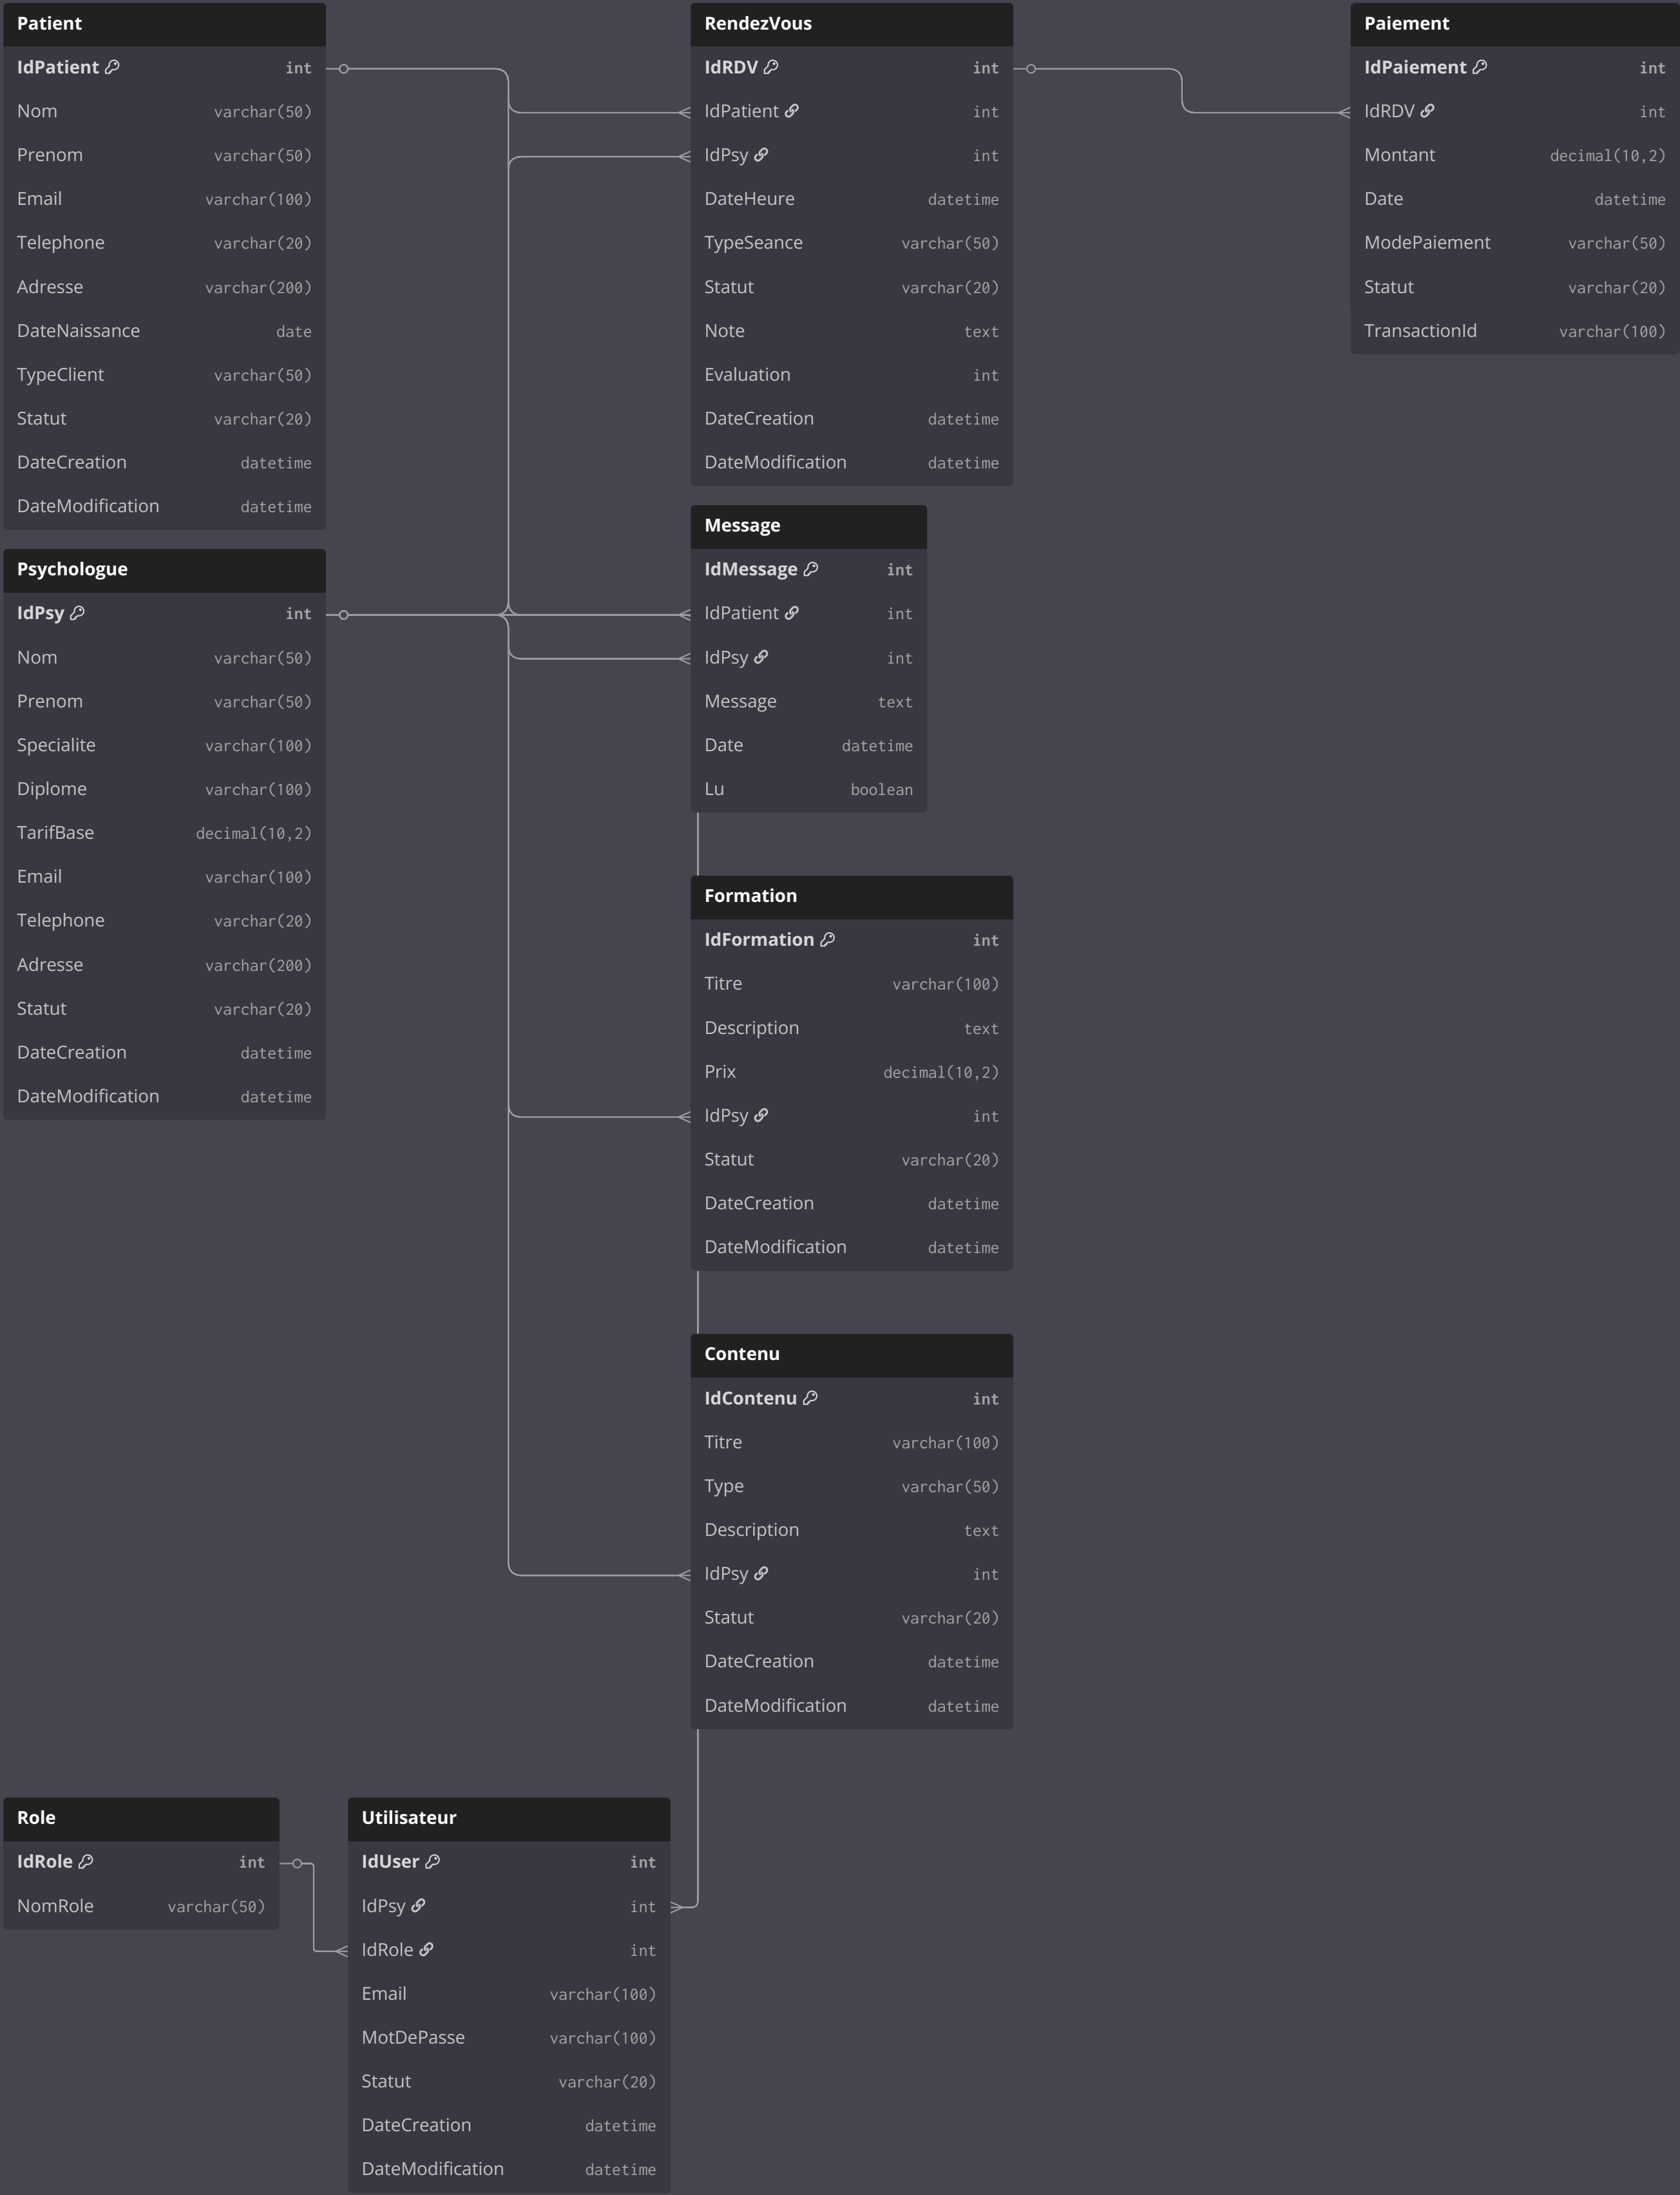 Patient
IdPatient int
Nom varchar(50)
Prenom varchar(50)
Email varchar(100)
Telephone varchar(20)
Adresse varchar(200)
DateNaissance date
TypeClient varchar(50)
Statut varchar(20)
DateCreation datetime
DateModification datetime
RendezVous
IdRDV int
IdPatient int
IdPsy int
DateHeure datetime
TypeSeance varchar(50)
Statut varchar(20)
Note text
Evaluation int
DateCreation datetime
DateModification datetime
Paiement
IdPaiement int
IdRDV int
Montant decimal(10,2)
Date datetime
ModePaiement varchar(50)
Statut varchar(20)
TransactionId varchar(100)
Psychologue
IdPsy int
Nom varchar(50)
Prenom varchar(50)
Specialite varchar(100)
Diplome varchar(100)
TarifBase decimal(10,2)
Email varchar(100)
Telephone varchar(20)
Adresse varchar(200)
Statut varchar(20)
DateCreation datetime
DateModification datetime
Message
IdMessage int
IdPatient int
IdPsy int
Message text
Date datetime
Lu boolean
Formation
IdFormation int
Titre varchar(100)
Description text
Prix decimal(10,2)
IdPsy int
Statut varchar(20)
DateCreation datetime
DateModification datetime
Contenu
IdContenu int
Titre varchar(100)
Type varchar(50)
Description text
IdPsy int
Statut varchar(20)
DateCreation datetime
DateModification datetime
Role
IdRole int
NomRole varchar(50)
Utilisateur
IdUser int
IdPsy int
IdRole int
Email varchar(100)
MotDePasse varchar(100)
Statut varchar(20)
DateCreation datetime
DateModification datetime